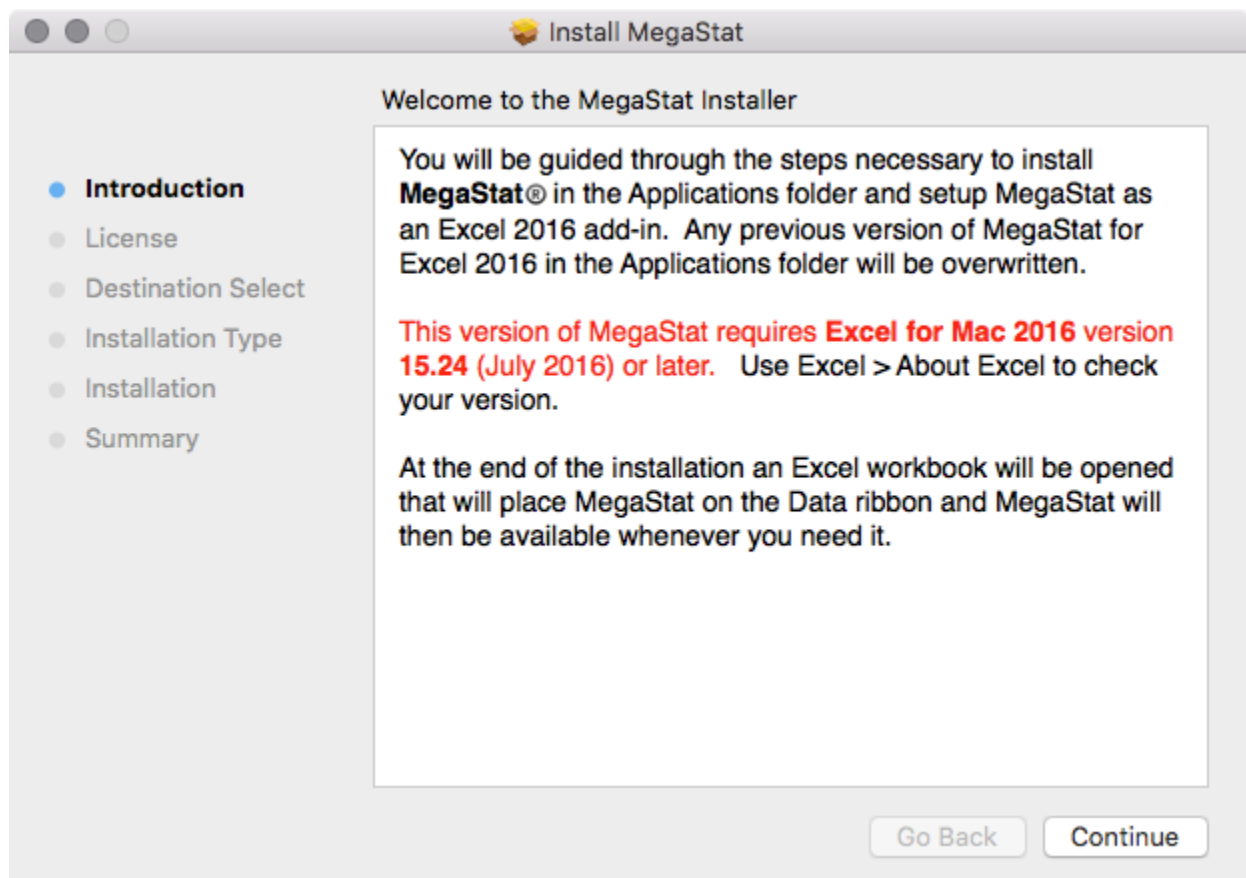 Install MegaStat
Welcome to the MegaStat Installer
Introduction
License
Destination Select
Installation Type
Installation
Summary
You will be guided through the steps necessary to install
MegaStat® in the Applications folder and setup MegaStat as
an Excel 2016 add-in.  Any previous version of MegaStat for
Excel 2016 in the Applications folder will be overwritten.
This version of MegaStat requires Excel for Mac 2016 version
15.24 (July 2016) or later.   Use Excel > About Excel to check
your version.
At the end of the installation an Excel workbook will be opened
that will place MegaStat on the Data ribbon and MegaStat will
then be available whenever you need it.
Go Back
Continue